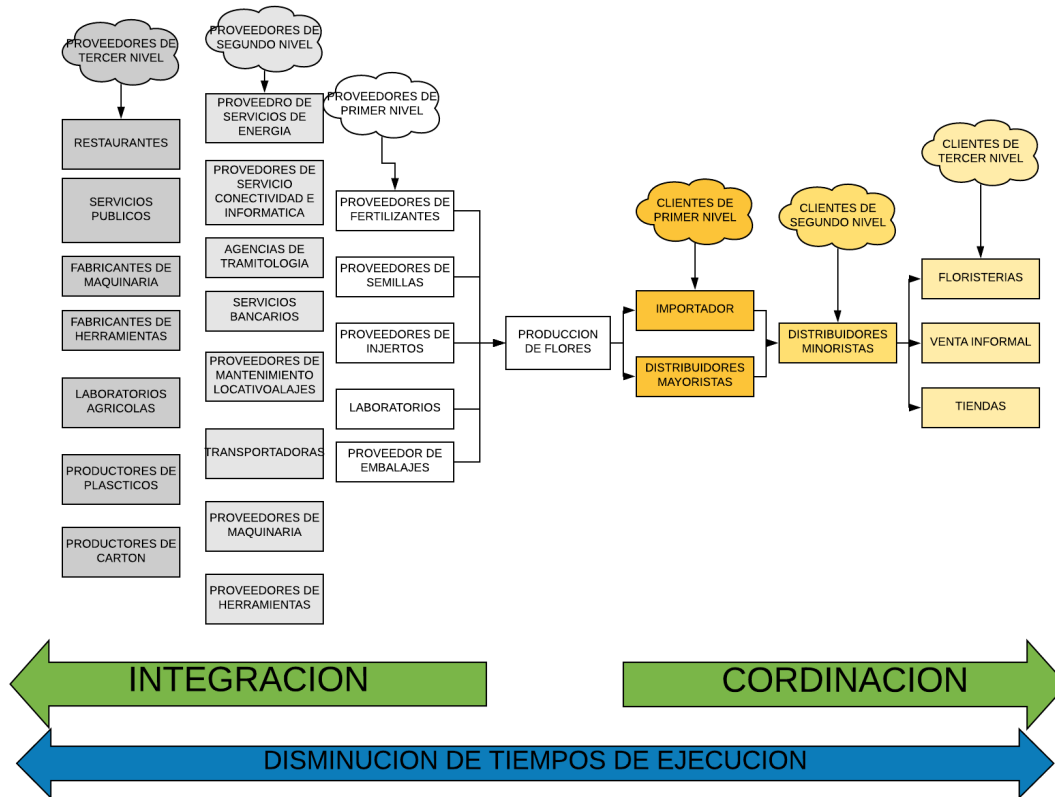 PROVEEDORES DE
TERCER NIVEL
RESTAURANTES
SERVICIOS
PUBLICOS
FABRICANTES DE
MAQUINARIA
FABRICANTES DE
HERRAMIENTAS
LABORATORIOS
AGRICOLAS
PRODUCTORES DE
PLASCTICOS
PRODUCTORES DE
CARTON
PROVEEDORES DE
SEGUNDO NIVEL
PROVEEDRO DE
SERVICIOS DE
ENERGIA
PROVEDORES DE
SERVICIO
CONECTIVIDAD E
INFORMATICA
AGENCIAS DE
TRAMITOLOGIA
SERVICIOS
BANCARIOS
PROVEEDORES DE
MANTENIMIENTO
LOCATIVOALAJES
TRANSPORTADORAS
PROVEEDORES DE
MAQUINARIA
PROVEEDORES DE
HERRAMIENTAS
PROVEEDORES DE
PRIMER NIVEL
PROVEEDORES DE
FERTILIZANTES
PROVEEDORES DE
SEMILLAS
PROVEEDORES DE
INJERTOS
LABORATORIOS
PROVEEDOR DE
EMBALAJES
PRODUCCION
DE FLORES
CLIENTES DE
PRIMER NIVEL
IMPORTADOR
DISTRIBUIDORES
MAYORISTAS
CLIENTES DE
SEGUNDO NIVEL
DISTRIBUIDORES
MINORISTAS
CLIENTES DE
TERCER NIVEL
FLORISTERIAS
VENTA INFORMAL
TIENDAS
INTEGRACION
CORDINACION
DISMINUCION DE TIEMPOS DE EJECUCION